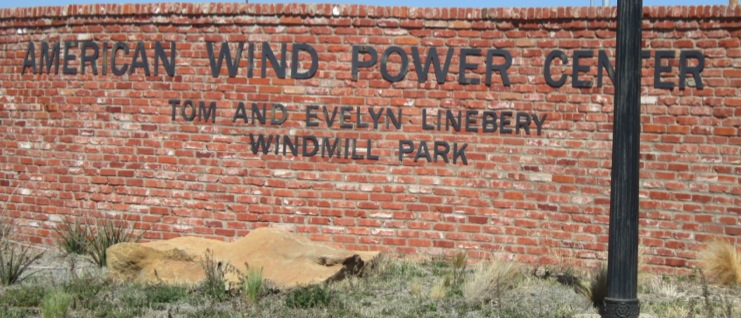 AMERICAN WIND POWER CENTER
TOM AND EVELYN LINEBERY
WINDMILL PARK